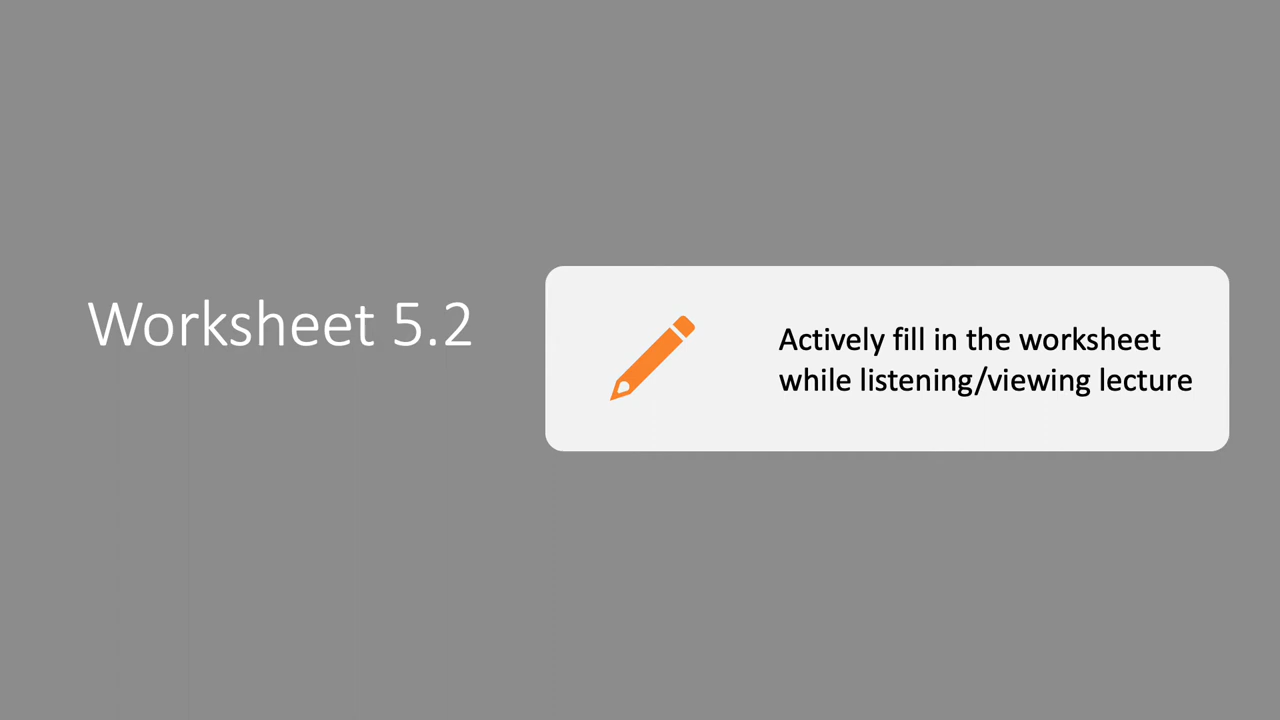 Worksheet 5.2
Actively fill in the worksheet
while listening/viewing lecture